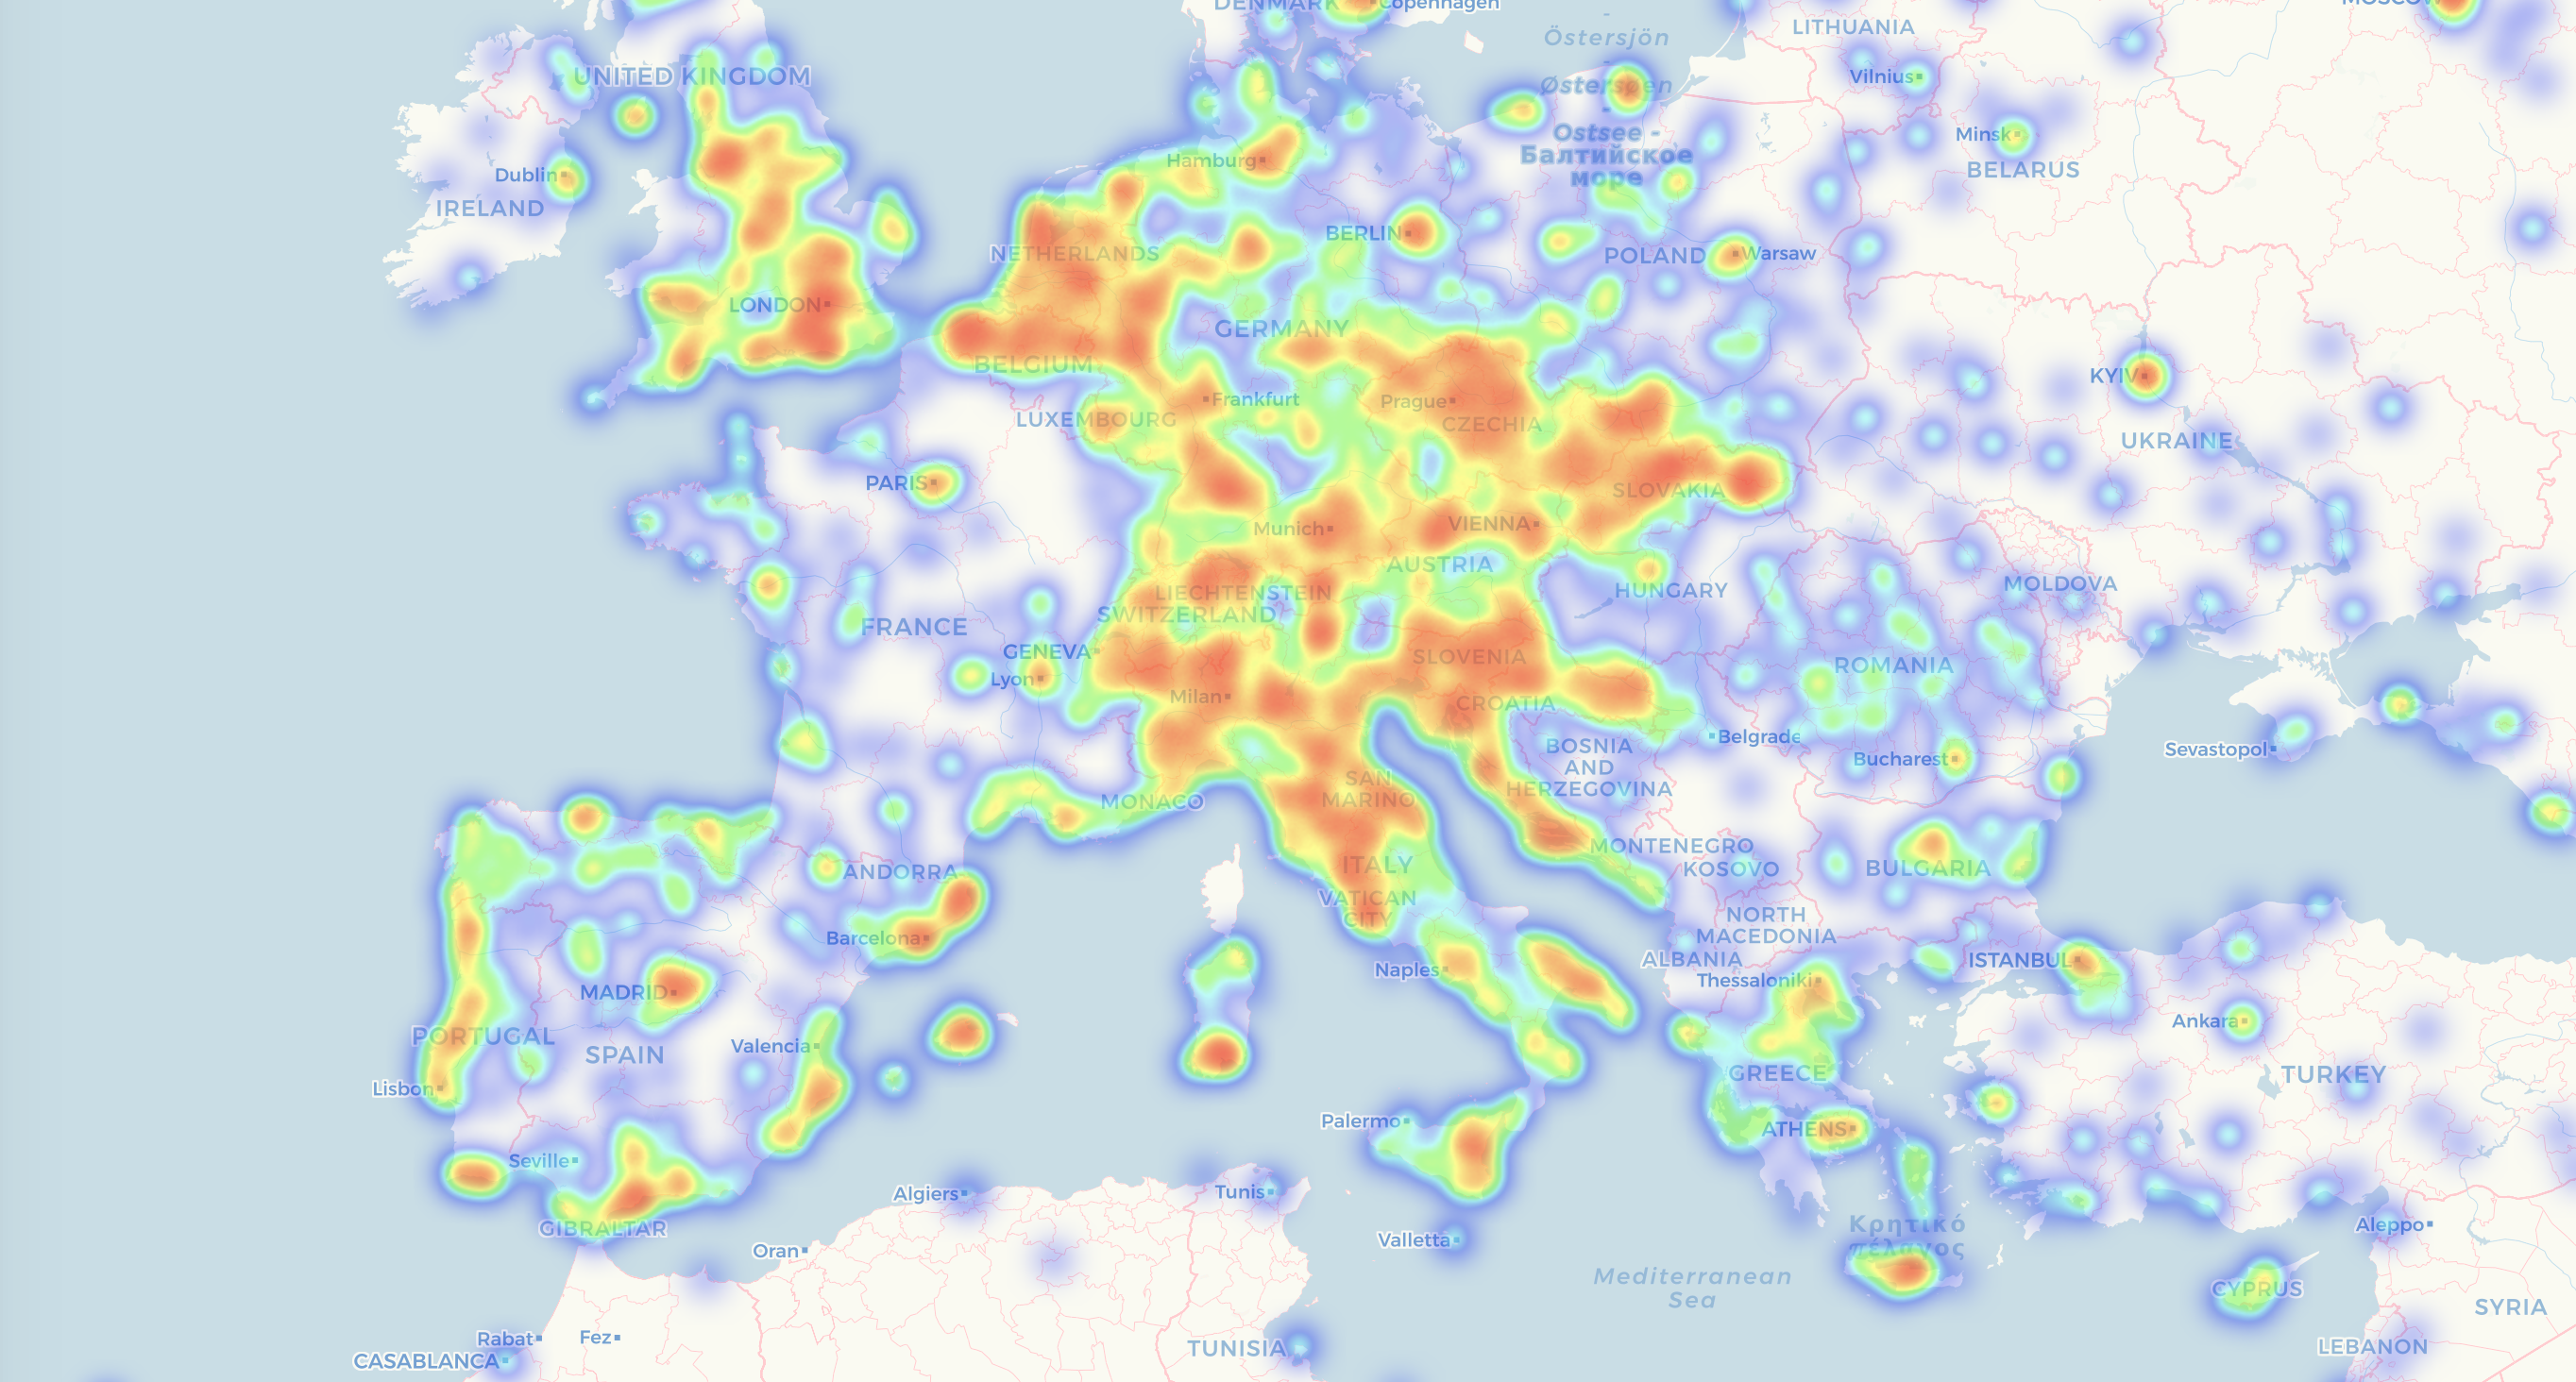 DENMARK
Copenhagen
MOSCOW
LITHUANIA
Östersjön
-
Østersøen
-
Ostsee -
Балтийское
море
UNITED KINGDOM
Vilnius
Minsk
BELARUS
Hamburg
Dublin
IRELAND
BERLIN
NETHERLANDS
POLAND
Warsaw
LONDON
GERMANY
BELGIUM
KYIV
Frankfurt
Prague
LUXEMBOURG
CZECHIA
UKRAINE
PARIS
SLOVAKIA
Munich
VIENNA
AUSTRIA
MOLDOVA
LIECHTENSTEIN
HUNGARY
SWITZERLAND
FRANCE
GENEVA
SLOVENIA
ROMANIA
Lyon
Milan
CROATIA
Belgrade
BOSNIA
AND
HERZEGOVINA
Sevastopol
Bucharest
SAN
MARINO
MONACO
MONTENEGRO
ITALY
KOSOVO
BULGARIA
ANDORRA
VATICAN
CITY
NORTH
MACEDONIA
Barcelona
ALBANIA
ISTANBUL
Naples
Thessaloniki
MADRID
Ankara
PORTUGAL
Valencia
SPAIN
GREECE
TURKEY
Lisbon
Palermo
ATHENS
Seville
Algiers
Tunis
GIBRALTAR
Κρητικό
πέλαγος
Aleppo
Valletta
Oran
Mediterranean
Sea
CYPRUS
SYRIA
Rabat
Fez
TUNISIA
LEBANON
CASABLANCA